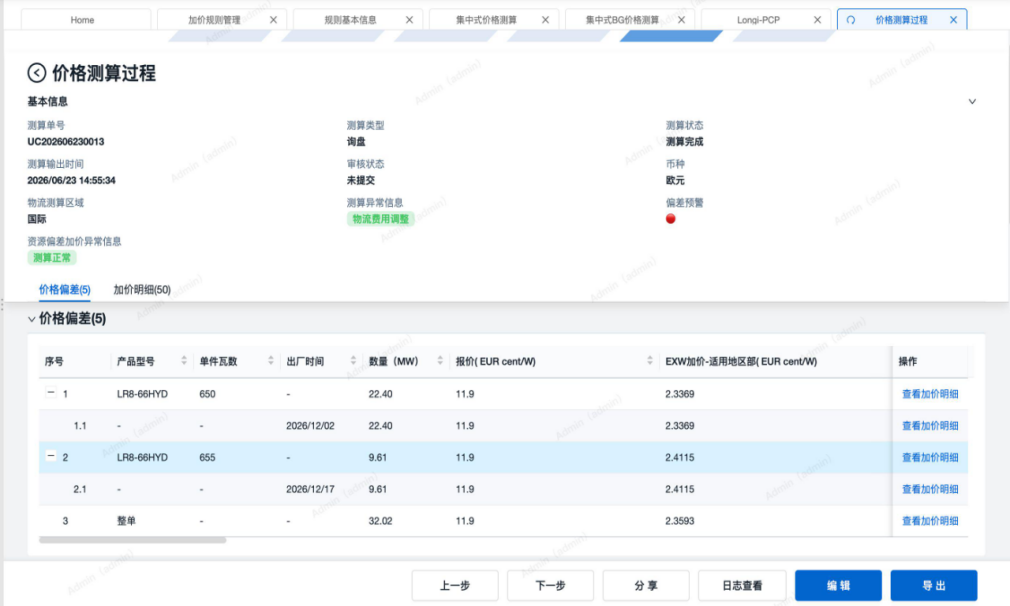 Home 加价规则管理 规则基本信息 集中式价格测算 集中式BG价格测算 Longi-PCP 价格测算过程
价格测算过程
基本信息
测算单号 测算类型 测算状态
UC202606230013 询盘 测算完成
测算输出时间 审核状态 币种
2026/06/23 14:55:34 未提交 欧元
物流测算区域 测算异常信息 偏差预警
国际 物流费用调整
资源偏差加价异常信息
测算正常
价格偏差(5) 加价明细(50)
价格偏差(5)
序号 产品型号 单件瓦数 出厂时间 数量（MW） 报价( EUR cent/W) EXW加价-适用地区部( EUR cent/W) 操作
1 LR8-66HYD 650 - 22.40 11.9 2.3369 查看加价明细
1.1 - - 2026/12/02 22.40 11.9 2.3369 查看加价明细
2 LR8-66HYD 655 - 9.61 11.9 2.4115 查看加价明细
2.1 - - 2026/12/17 9.61 11.9 2.4115 查看加价明细
3 整单 - - 32.02 11.9 2.3593 查看加价明细
上一步 下一步 分享 日志查看 编辑 导出
Admin (admin)